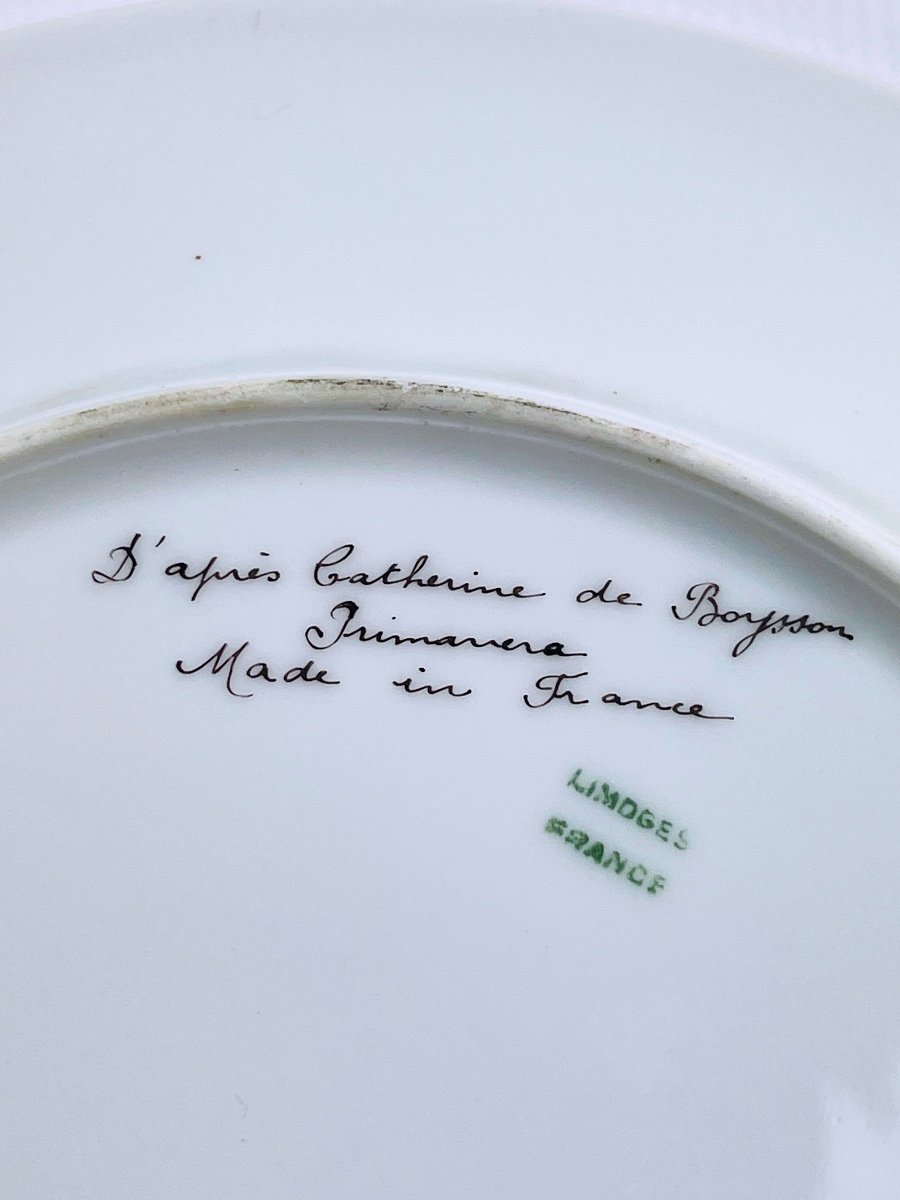 D'après Catherine de Boysson
Primavera
Made in France
LIMOGES
FRANCE